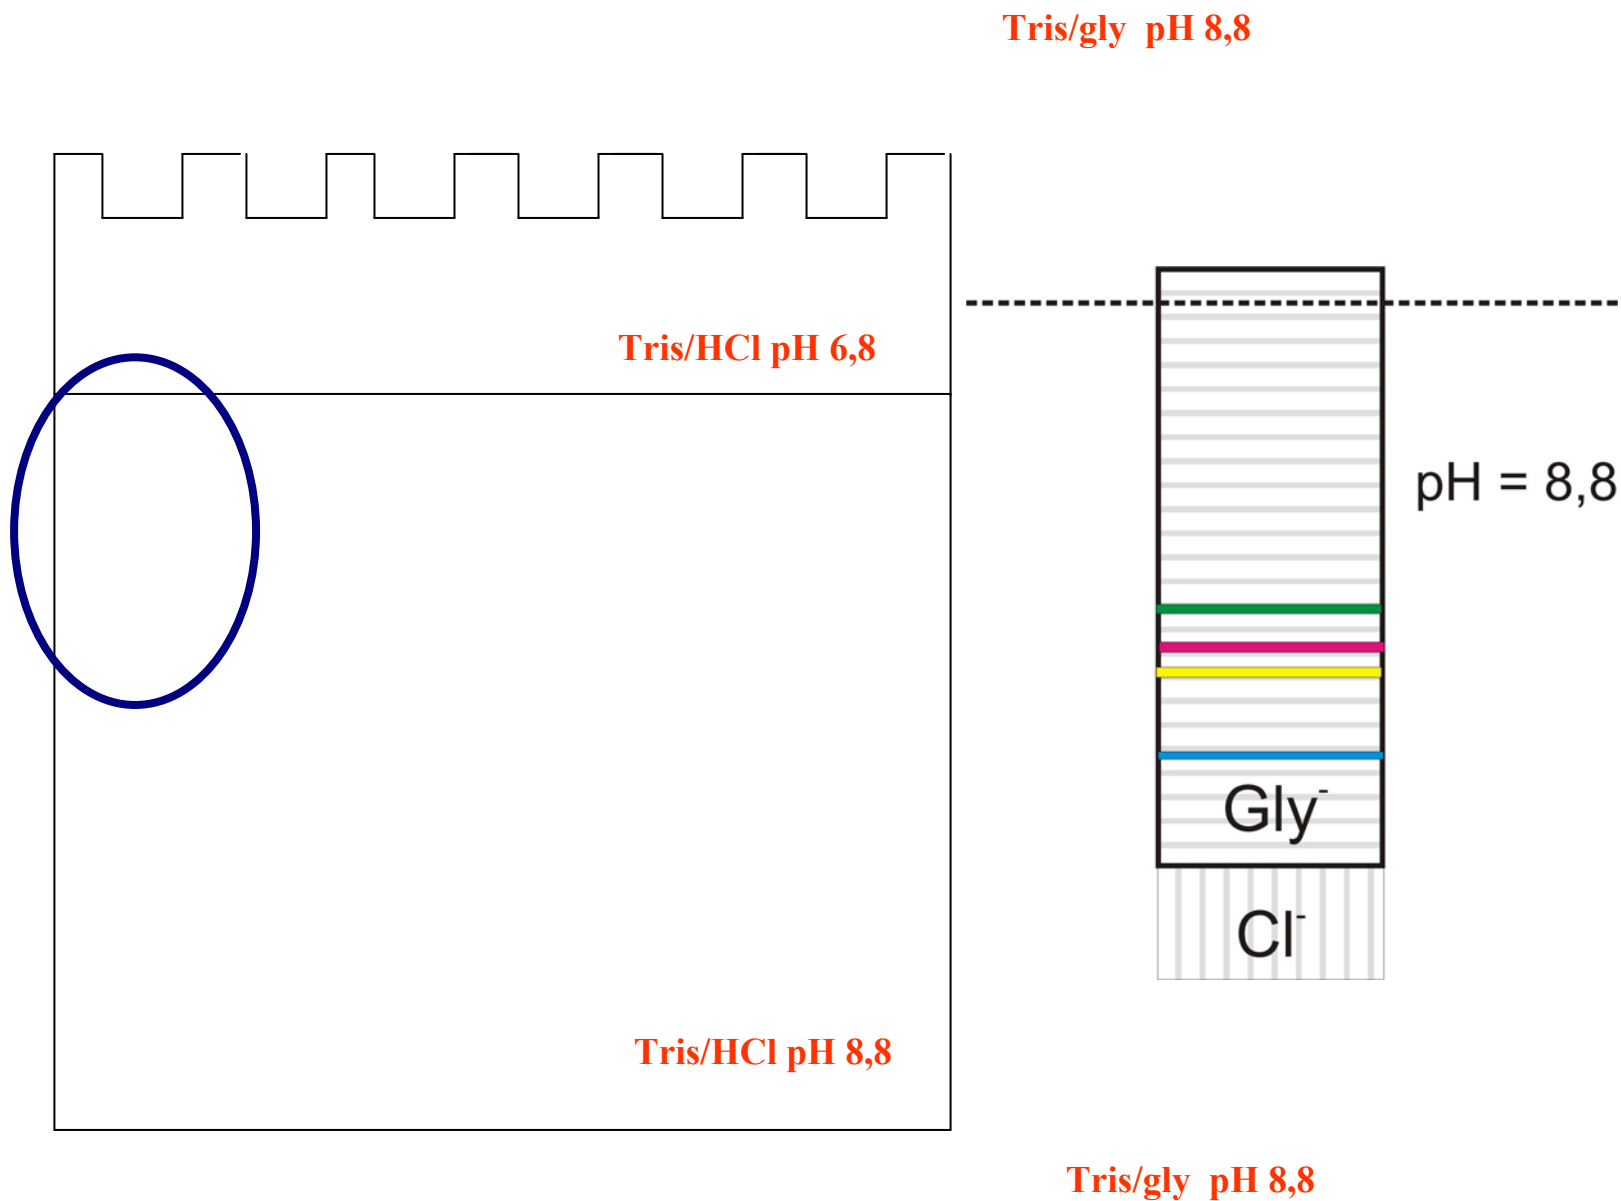 Tris/gly  pH 8,8
Tris/HCl pH 6,8
pH = 8,8
Gly⁻
Cl⁻
Tris/HCl pH 8,8
Tris/gly  pH 8,8